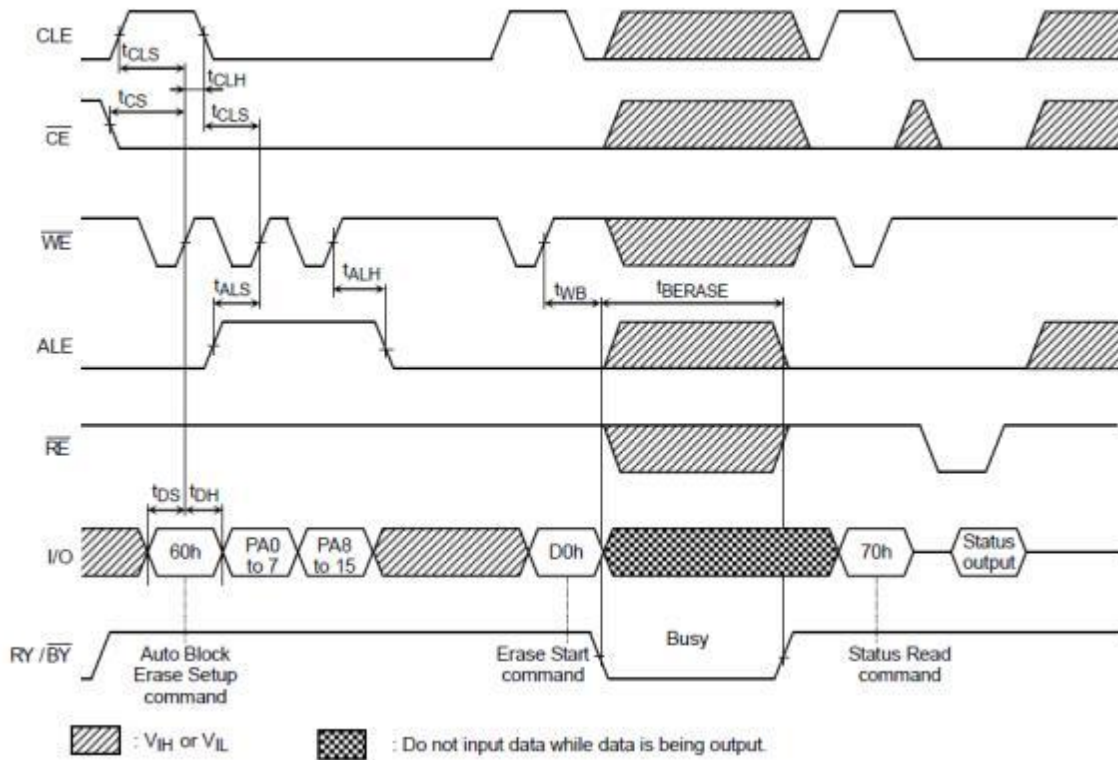 CLE
tCLS
tCLH
tCS
tCLS
CE
WE
tALH
tALS
tWB
tBERASE
ALE
RE
tDS
tDH
I/O
60h
PA0
to 7
PA8
to 15
D0h
70h
Status
output
RY / BY
Busy
Auto Block
Erase Setup
command
Erase Start
command
Status Read
command
: VIH or VIL
: Do not input data while data is being output.